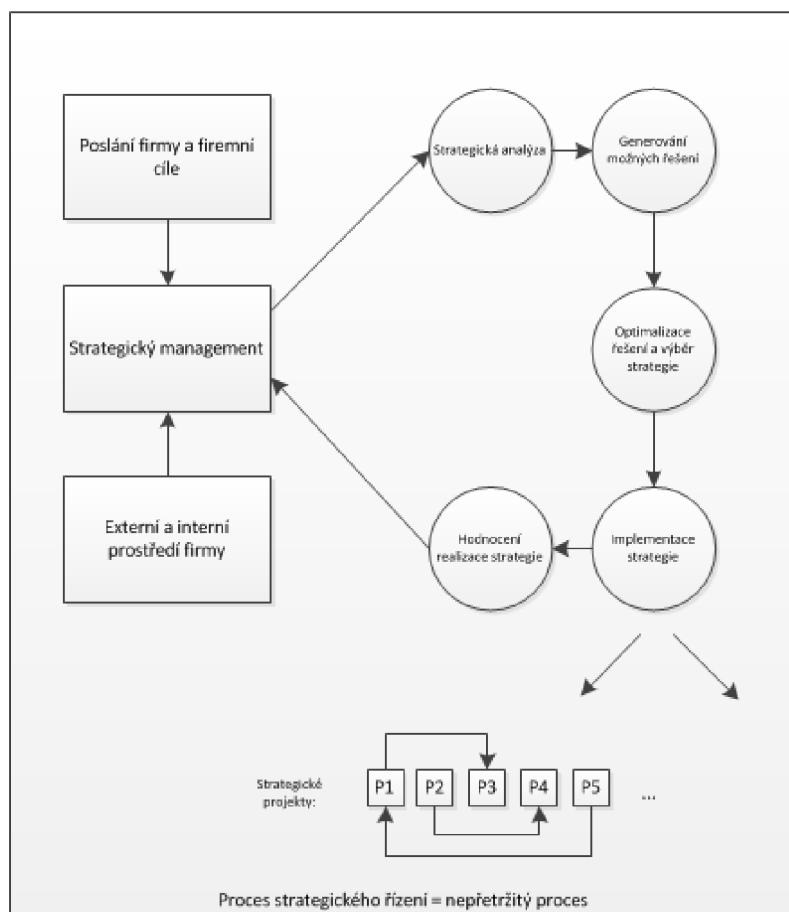 Poslání firmy a firemní
cíle
Strategický management
Externí a interní
prostředí firmy
Strategická analýza
Generování
možných řešení
Optimalizace
řešení a výběr
strategie
Implementace
strategie
Hodnocení
realizace strategie
Strategické
projekty:
P1
P2
P3
P4
P5
...
Proces strategického řízení = nepřetržitý proces